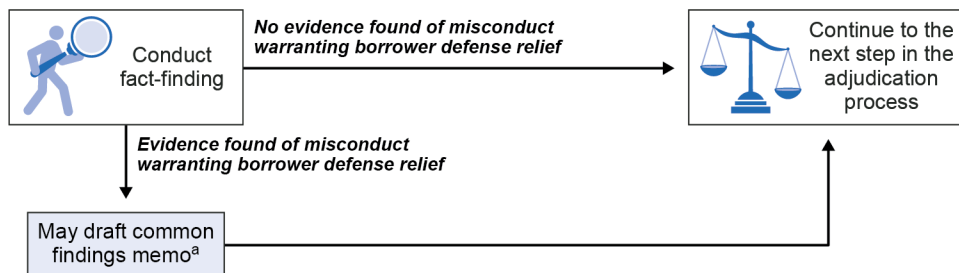 Conduct
fact-finding
No evidence found of misconduct
warranting borrower defense relief
Continue to the
next step in the
adjudication
process
Evidence found of misconduct
warranting borrower defense relief
May draft common
findings memoᵃ